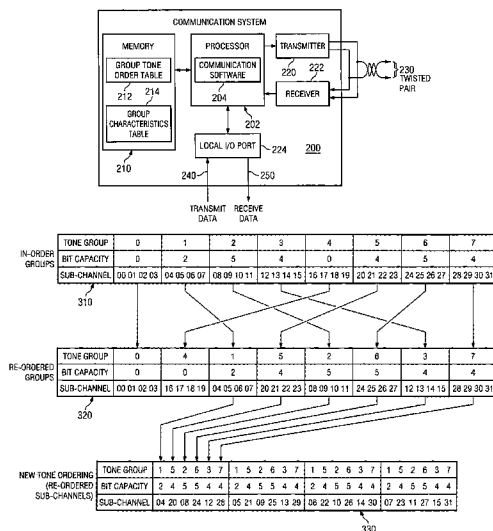 COMMUNICATION SYSTEM
MEMORY
GROUP TONE ORDER TABLE
212
214
GROUP CHARACTERISTICS TABLE
210
PROCESSOR
COMMUNICATION SOFTWARE
204
202
TRANSMITTER
220
222
RECEIVER
230
TWISTED PAIR
LOCAL I/O PORT
224
200
240
250
TRANSMIT DATA
RECEIVE DATA
IN-ORDER GROUPS
310
TONE GROUP 0 1 2 3 4 5 6 7
BIT CAPACITY 0 2 5 4 0 4 5 4
SUB-CHANNEL 00 01 02 03 04 05 06 07 08 09 10 11 12 13 14 15 16 17 18 19 20 21 22 23 24 25 26 27 28 29 30 31
RE-ORDERED GROUPS
320
TONE GROUP 0 4 1 5 2 6 3 7
BIT CAPACITY 0 0 2 4 5 5 4 4
SUB-CHANNEL 00 01 02 03 16 17 18 19 04 05 06 07 20 21 22 23 08 09 10 11 24 25 26 27 12 13 14 15 28 29 30 31
NEW TONE ORDERING (RE-ORDERED SUB-CHANNELS)
TONE GROUP 1 5 2 6 3 7 1 5 2 6 3 7 1 5 2 6 3 7 1 5 2 6 3 7
BIT CAPACITY 2 4 5 5 4 4 2 4 5 5 4 4 2 4 5 5 4 4 2 4 5 5 4 4
SUB-CHANNEL 04 20 08 24 12 28 05 21 09 25 13 29 06 22 10 26 14 30 07 23 11 27 15 31
330